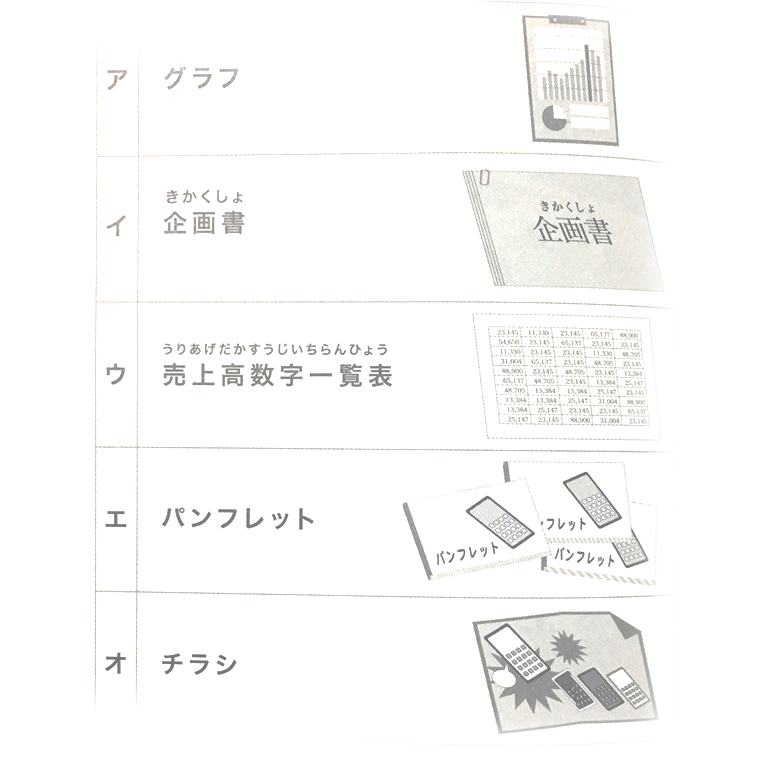 ア グラフ
きかくしょ
イ 企画書
きかくしょ
企画書
うりあげだかすうじいちらんひょう
ウ 売上高数字一覧表
23,145 11,330 23,145 65,137 88,900
54,650 23,145 65,137 23,145 23,145
11,330 23,145 23,145 11,330 48,705
31,004 65,137 23,145 23,145 31,004
88,900 23,145 48,705 23,145 13,384
65,137 48,705 23,145 13,384 25,147
48,705 13,384 23,145 25,147 23,145
13,384 13,384 25,147 31,004 88,900
13,384 25,147 23,145 23,145 65,137
25,147 23,145 88,900 31,004 23,145
エ パンフレット
パンフレット
ンフレット
パンフレット
オ チラシ